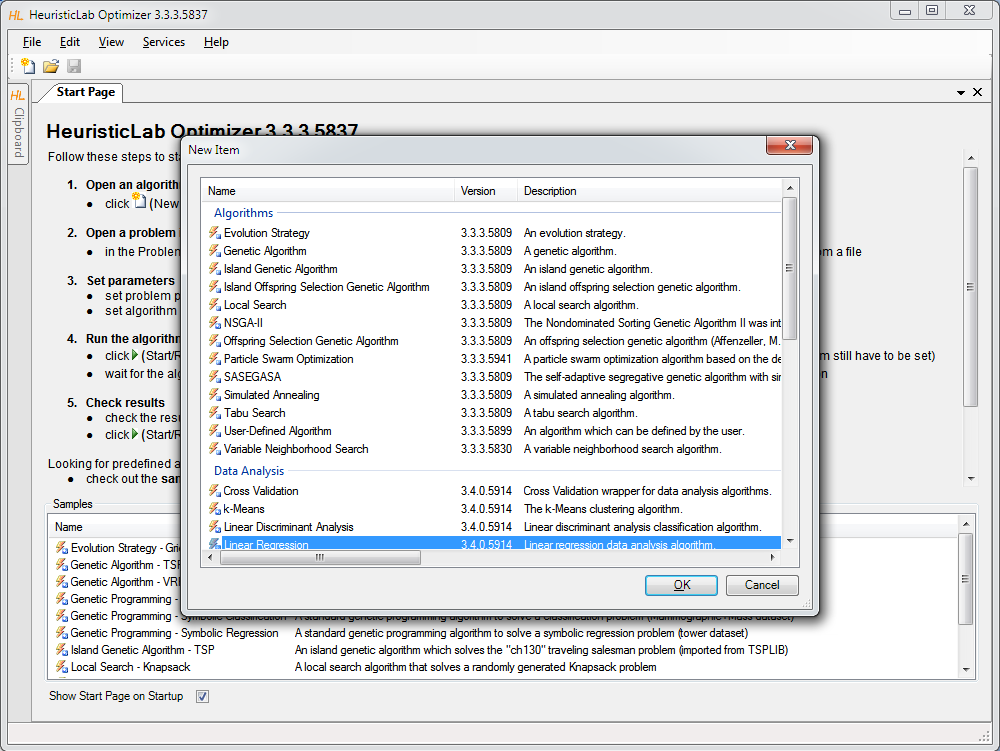 HL HeuristicLab Optimizer 3.3.3.5837
File Edit View Services Help
HL Clipboard
Start Page
HeuristicLab Optimizer 3.3.3.5837
Follow these steps to
1. Open an
click (New
2. Open a problem
in the
om a file
3. Set parameters
set problem
set algorithm
4. Run the
click
still have to be set)
wait for the
5. Check results
check the
click
Looking for predefined
check out the
New Item
Name Version Description
Algorithms
Evolution Strategy 3.3.3.5809 An evolution strategy.
Genetic Algorithm 3.3.3.5809 A genetic algorithm.
Island Genetic Algorithm 3.3.3.5809 An island genetic algorithm.
Island Offspring Selection Genetic Algorithm 3.3.3.5809 An island offspring selection genetic algorithm.
Local Search 3.3.3.5809 A local search algorithm.
NSGA-II 3.3.3.5809 The Nondominated Sorting Genetic Algorithm II was int
Offspring Selection Genetic Algorithm 3.3.3.5809 An offspring selection genetic algorithm (Affenzeller, M.
Particle Swarm Optimization 3.3.3.5941 A particle swarm optimization algorithm based on the de
SASEGASA 3.3.3.5809 The self-adaptive segregative genetic algorithm with sim
Simulated Annealing 3.3.3.5809 A simulated annealing algorithm.
Tabu Search 3.3.3.5809 A tabu search algorithm.
User-Defined Algorithm 3.3.3.5899 An algorithm which can be defined by the user.
Variable Neighborhood Search 3.3.3.5830 A variable neighborhood search algorithm.
Data Analysis
Cross Validation 3.4.0.5914 Cross Validation wrapper for data analysis algorithms.
k-Means 3.4.0.5914 The k-Means clustering algorithm.
Linear Discriminant Analysis 3.4.0.5914 Linear discriminant analysis classification algorithm.
Linear Regression 3.4.0.5914 Linear regression data analysis algorithm.
OK Cancel
Samples
Name
Evolution Strategy - Grie
Genetic Algorithm - TSP
Genetic Algorithm - VRP
Genetic Programming -
Genetic Programming - Symbolic Classification A standard genetic programming algorithm to solve a classification problem (Mammographic Mass dataset)
Genetic Programming - Symbolic Regression A standard genetic programming algorithm to solve a symbolic regression problem (tower dataset)
Island Genetic Algorithm - TSP An island genetic algorithm which solves the "ch130" traveling salesman problem (imported from TSPLIB)
Local Search - Knapsack A local search algorithm that solves a randomly generated Knapsack problem
Show Start Page on Startup